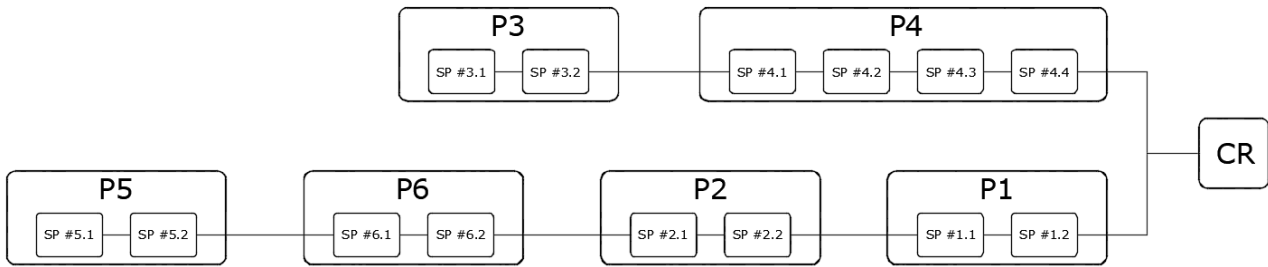 P3
SP #3.1 SP #3.2
P4
SP #4.1 SP #4.2 SP #4.3 SP #4.4
CR
P5
SP #5.1 SP #5.2
P6
SP #6.1 SP #6.2
P2
SP #2.1 SP #2.2
P1
SP #1.1 SP #1.2